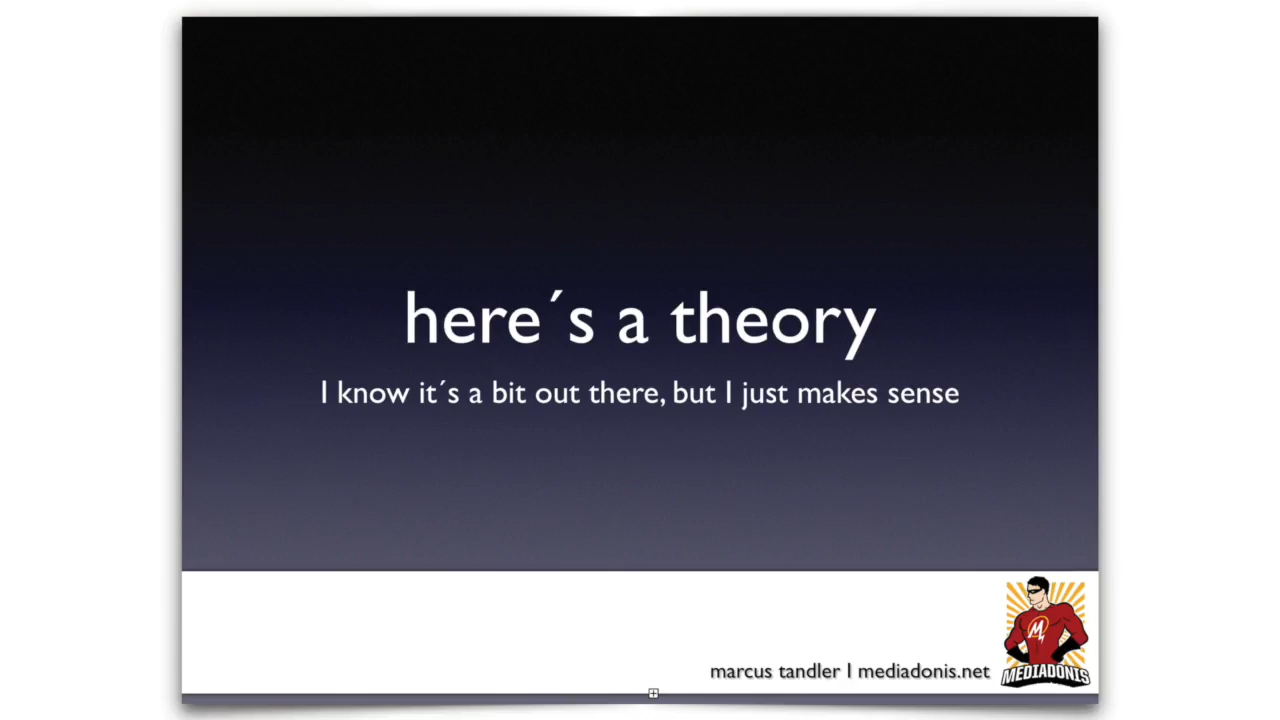 here´s a theory
I know it´s a bit out there, but I just makes sense
marcus tandler I mediadonis.net
M
MEDIADONIS